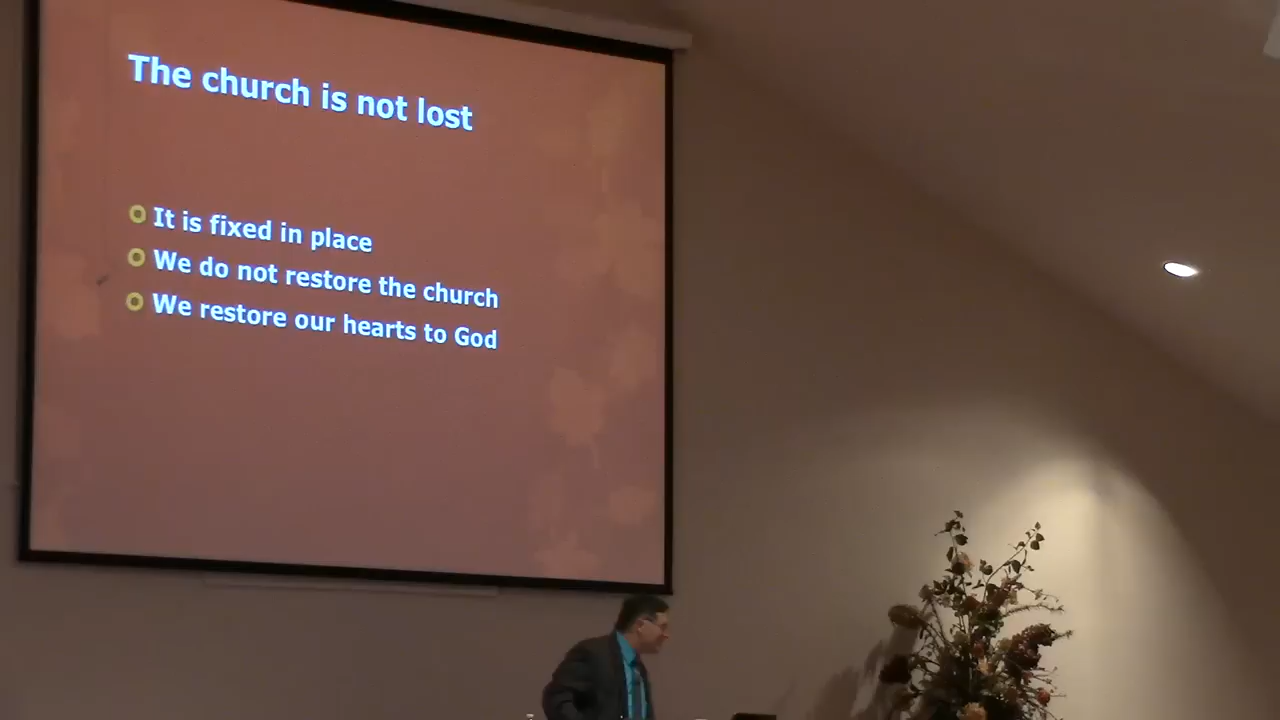 The church is not lost
It is fixed in place
We do not restore the church
We restore our hearts to God